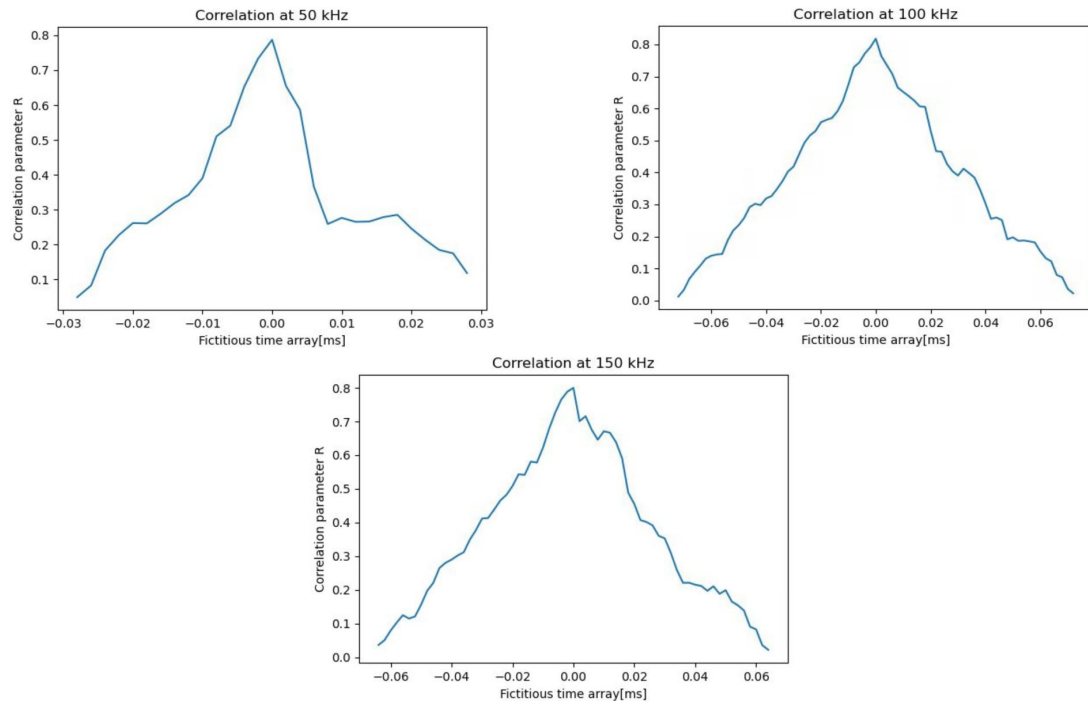 Correlation at 50 kHz
Correlation parameter R
0.8
0.7
0.6
0.5
0.4
0.3
0.2
0.1
−0.03 −0.02 −0.01 0.00 0.01 0.02 0.03
Fictitious time array[ms]
Correlation at 100 kHz
Correlation parameter R
0.8
0.7
0.6
0.5
0.4
0.3
0.2
0.1
0.0
−0.06 −0.04 −0.02 0.00 0.02 0.04 0.06
Fictitious time array[ms]
Correlation at 150 kHz
Correlation parameter R
0.8
0.7
0.6
0.5
0.4
0.3
0.2
0.1
0.0
−0.06 −0.04 −0.02 0.00 0.02 0.04 0.06
Fictitious time array[ms]